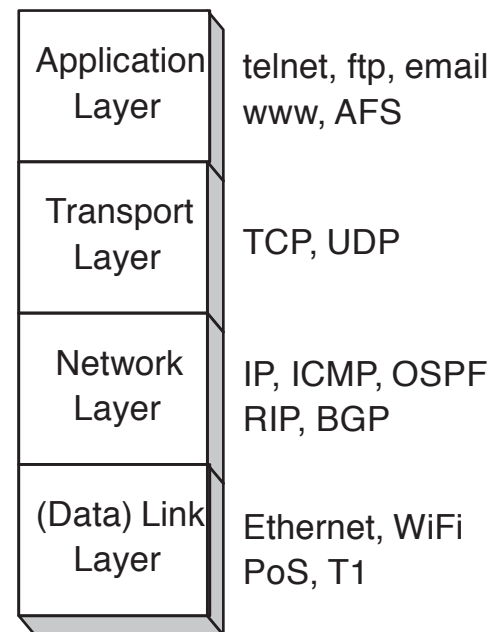 Application
Layer
telnet, ftp, email
www, AFS
Transport
Layer
TCP, UDP
Network
Layer
IP, ICMP, OSPF
RIP, BGP
(Data) Link
Layer
Ethernet, WiFi
PoS, T1